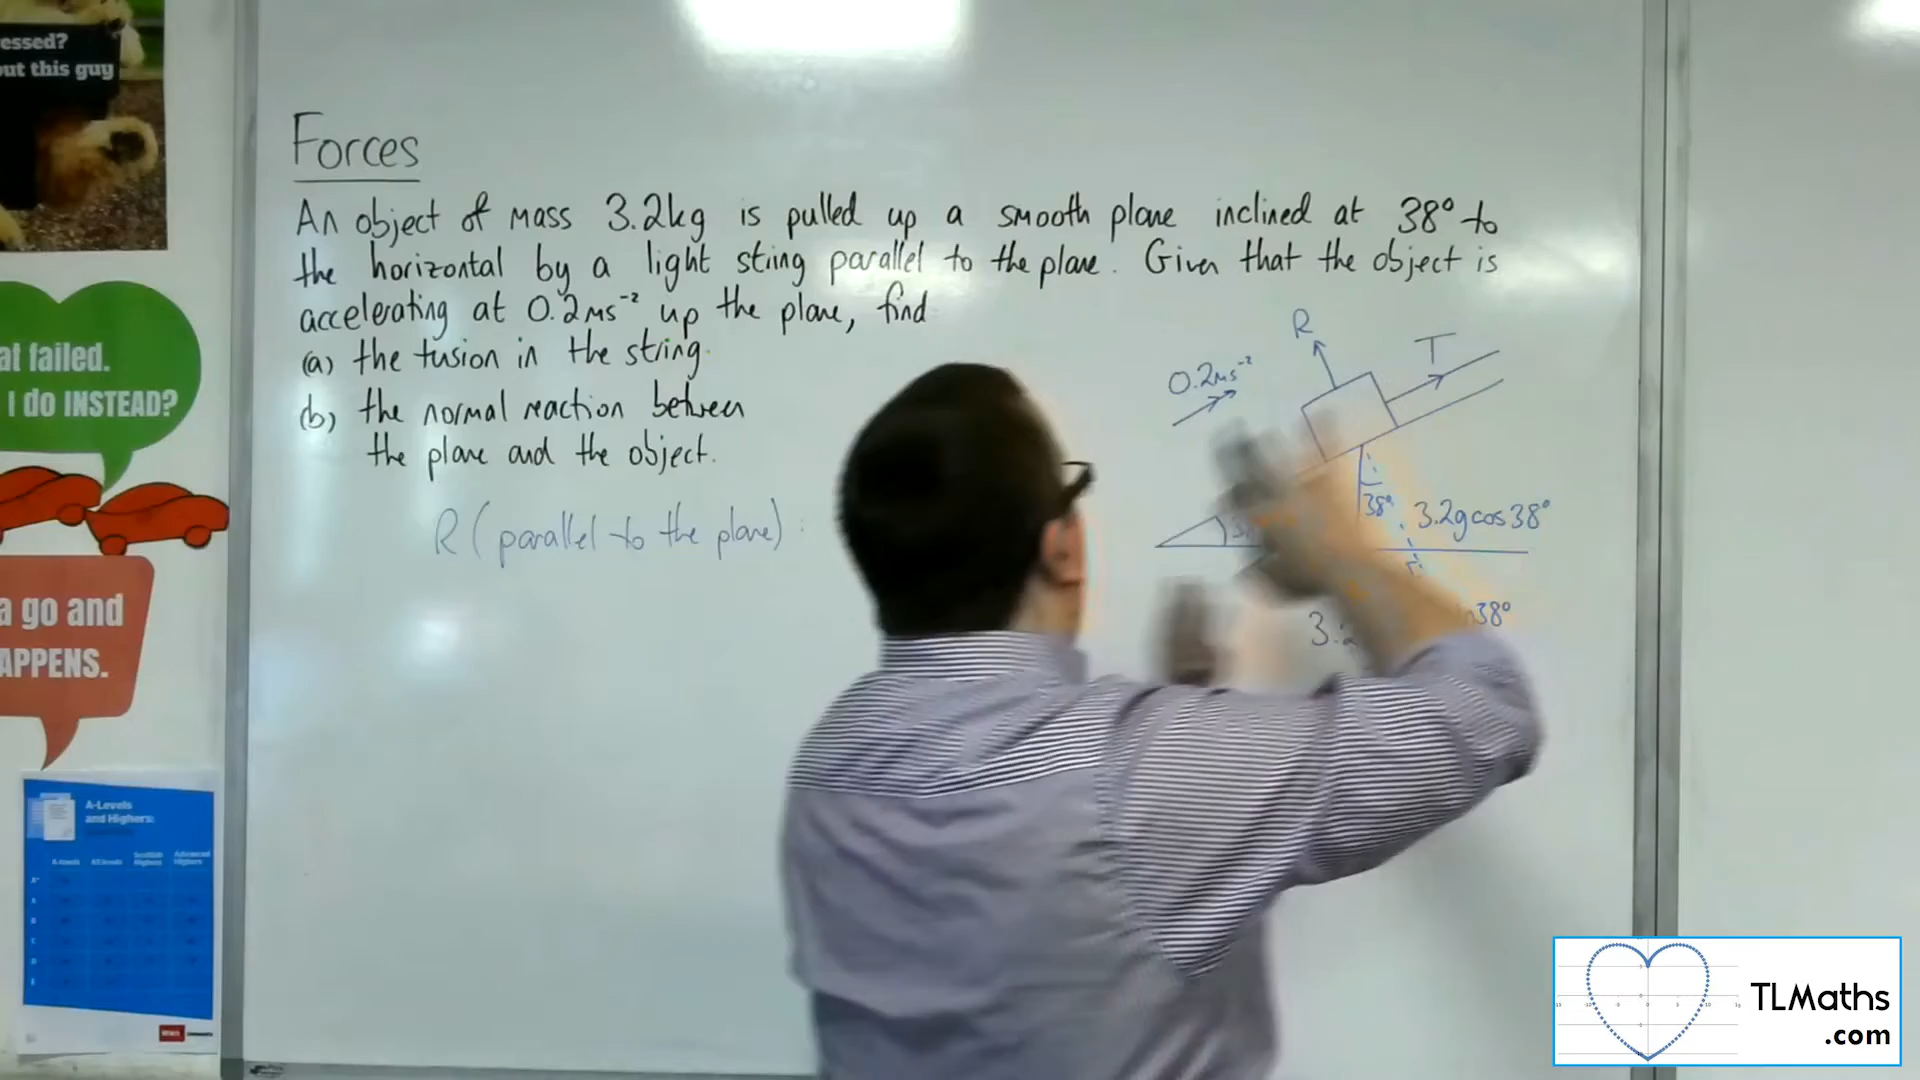 essed?
out this guy
at failed.
I do INSTEAD?
a go and
APPENS.
A-Levels
and Highers:
Forces
An object of mass 3.2kg is pulled up a smooth plane inclined at 38° to
the horizontal by a light string parallel to the plane. Given that the object is
accelerating at 0.2ms⁻² up the plane, find
(a) the tension in the string.
(b) the normal reaction between
the plane and the object.
R (parallel to the plane):
R
T
0.2ms⁻²
38°
3.2g cos38°
3.2
n38°
TLMaths
.com